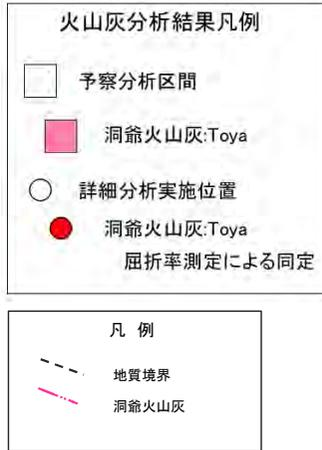 火山灰分析結果凡例
予察分析区間
洞爺火山灰:Toya
詳細分析実施位置
洞爺火山灰:Toya
屈折率測定による同定
凡 例
地質境界
洞爺火山灰